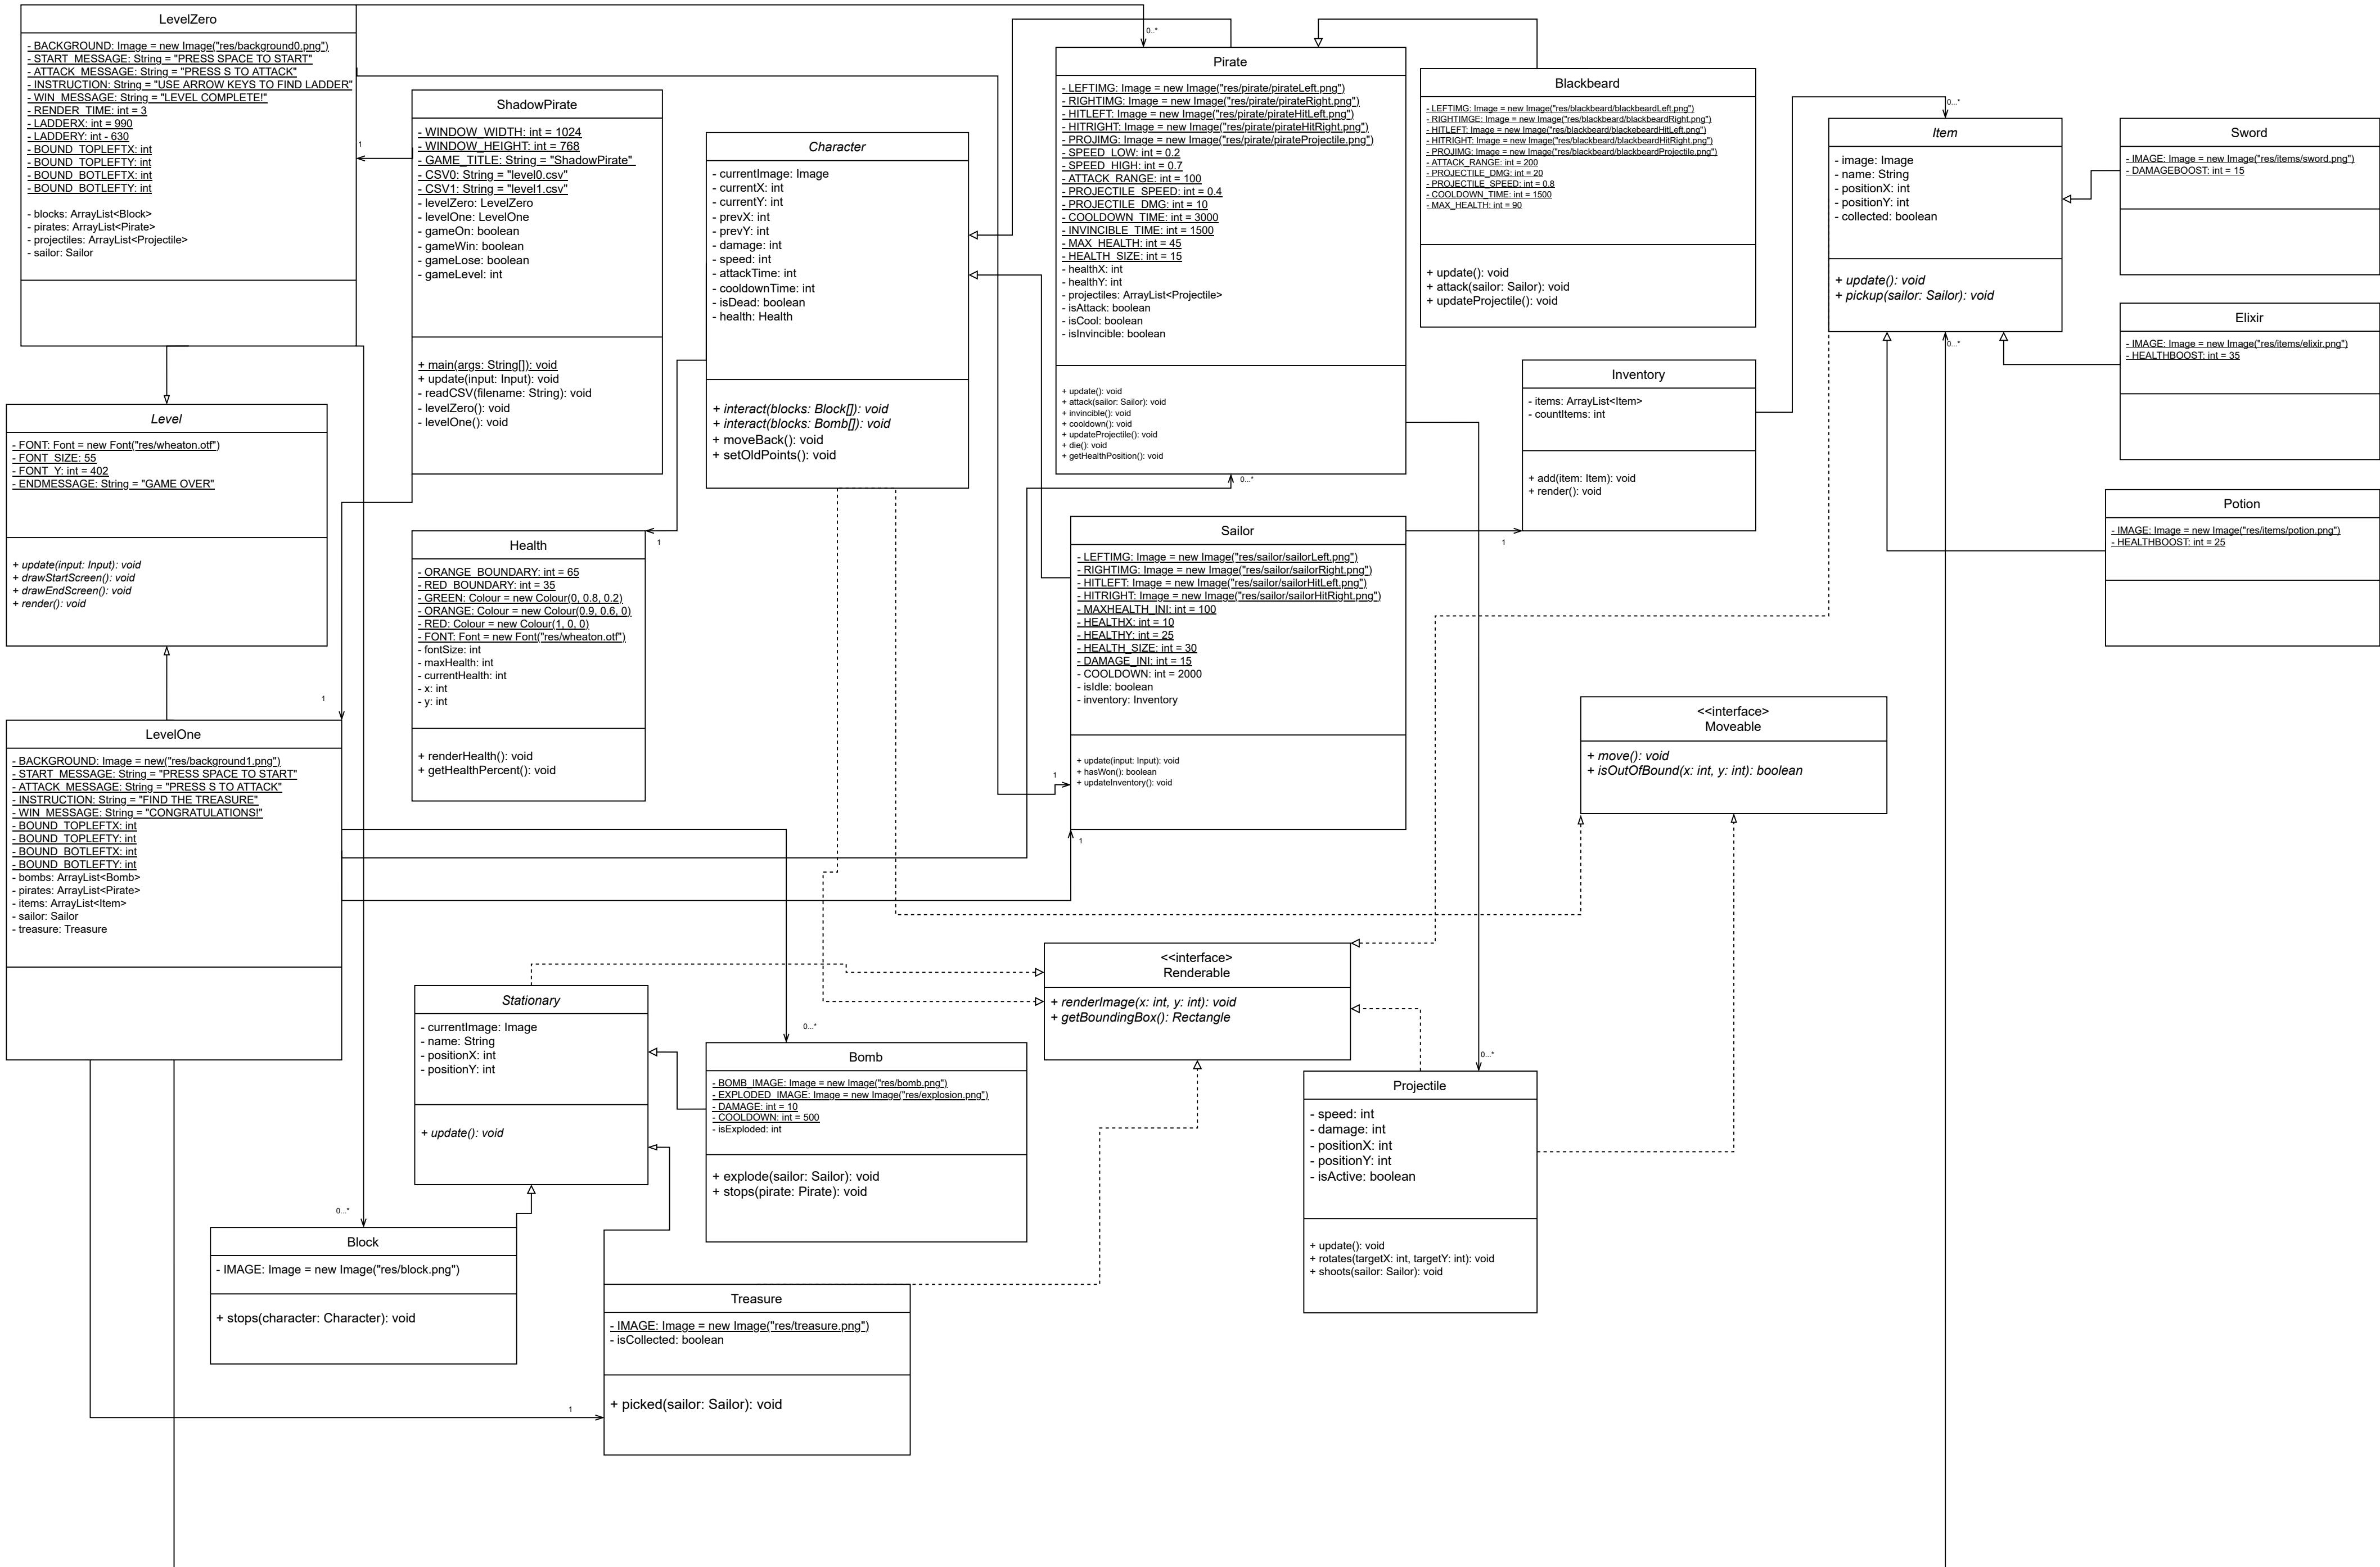 LevelZero
- BACKGROUND: Image = new Image("res/background0.png")
- START_MESSAGE: String = "PRESS SPACE TO START"
- ATTACK_MESSAGE: String = "PRESS S TO ATTACK"
- INSTRUCTION: String = "USE ARROW KEYS TO FIND LADDER"
- WIN_MESSAGE: String = "LEVEL COMPLETE!"
- RENDER_TIME: int = 3
- LADDERX: int = 990
- LADDERY: int - 630
- BOUND_TOPLEFTX: int
- BOUND_TOPLEFTY: int
- BOUND_BOTLEFTX: int
- BOUND_BOTLEFTY: int
- blocks: ArrayList<Block>
- pirates: ArrayList<Pirate>
- projectiles: ArrayList<Projectile>
- sailor: Sailor
1
0..*
ShadowPirate
- WINDOW_WIDTH: int = 1024
- WINDOW_HEIGHT: int = 768
- GAME_TITLE: String = "ShadowPirate"
- CSV0: String = "level0.csv"
- CSV1: String = "level1.csv"
- levelZero: LevelZero
- levelOne: LevelOne
- gameOn: boolean
- gameWin: boolean
- gameLose: boolean
- gameLevel: int
+ main(args: String[]): void
+ update(input: Input): void
- readCSV(filename: String): void
- levelZero(): void
- levelOne(): void
Character
- currentImage: Image
- currentX: int
- currentY: int
- prevX: int
- prevY: int
- damage: int
- speed: int
- attackTime: int
- cooldownTime: int
- isDead: boolean
- health: Health
+ interact(blocks: Block[]): void
+ interact(blocks: Bomb[]): void
+ moveBack(): void
+ setOldPoints(): void
Pirate
- LEFTIMG: Image = new Image("res/pirate/pirateLeft.png")
- RIGHTIMG: Image = new Image("res/pirate/pirateRight.png")
- HITLEFT: Image = new Image("res/pirate/pirateHitLeft.png")
- HITRIGHT: Image = new Image("res/pirate/pirateHitRight.png")
- PROJIMG: Image = new Image("res/pirate/pirateProjectile.png)
- SPEED_LOW: int = 0.2
- SPEED_HIGH: int = 0.7
- ATTACK_RANGE: int = 100
- PROJECTILE_SPEED: int = 0.4
- PROJECTILE_DMG: int = 10
- COOLDOWN_TIME: int = 3000
- INVINCIBLE_TIME: int = 1500
- MAX_HEALTH: int = 45
- HEALTH_SIZE: int = 15
- healthX: int
- healthY: int
- projectiles: ArrayList<Projectile>
- isAttack: boolean
- isCool: boolean
- isInvincible: boolean
+ update(): void
+ attack(sailor: Sailor): void
+ invincible(): void
+ cooldown(): void
+ updateProjectile(): void
+ die(): void
+ getHealthPosition(): void
0...*
Blackbeard
- LEFTIMG: Image = new Image("res/blackbeard/blackbeardLeft.png")
- RIGHTIMGE: Image = new Image("res/blackbeard/blackbeardRight.png")
- HITLEFT: Image = new Image("res/blackbeard/blackebeardHitLeft.png")
- HITRIGHT: Image = new Image("res/blackbeard/blackbeardHitRight.png")
- PROJIMG: Image = new Image("res/blackbeard/blackbeardProjectile.png")
- ATTACK_RANGE: int = 200
- PROJECTILE_DMG: int = 20
- PROJECTILE_SPEED: int = 0.8
- COOLDOWN_TIME: int = 1500
- MAX_HEALTH: int = 90
+ update(): void
+ attack(sailor: Sailor): void
+ updateProjectile(): void
0...*
Item
- image: Image
- name: String
- positionX: int
- positionY: int
- collected: boolean
+ update(): void
+ pickup(sailor: Sailor): void
0...*
Sword
- IMAGE: Image = new Image("res/items/sword.png")
- DAMAGEBOOST: int = 15
Elixir
- IMAGE: Image = new Image("res/items/elixir.png")
- HEALTHBOOST: int = 35
Potion
- IMAGE: Image = new Image("res/items/potion.png")
- HEALTHBOOST: int = 25
Inventory
- items: ArrayList<Item>
- countItems: int
+ add(item: Item): void
+ render(): void
1
Level
- FONT: Font = new Font("res/wheaton.otf")
- FONT_SIZE: 55
- FONT_Y: int = 402
- ENDMESSAGE: String = "GAME OVER"
+ update(input: Input): void
+ drawStartScreen(): void
+ drawEndScreen(): void
+ render(): void
1
Health
- ORANGE_BOUNDARY: int = 65
- RED_BOUNDARY: int = 35
- GREEN: Colour = new Colour(0, 0.8, 0.2)
- ORANGE: Colour = new Colour(0.9, 0.6, 0)
- RED: Colour = new Colour(1, 0, 0)
- FONT: Font = new Font("res/wheaton.otf")
- fontSize: int
- maxHealth: int
- currentHealth: int
- x: int
- y: int
+ renderHealth(): void
+ getHealthPercent(): void
1
Sailor
- LEFTIMG: Image = new Image("res/sailor/sailorLeft.png")
- RIGHTIMG: Image = new Image("res/sailor/sailorRight.png")
- HITLEFT: Image = new Image("res/sailor/sailorHitLeft.png")
- HITRIGHT: Image = new Image("res/sailor/sailorHitRight.png")
- MAXHEALTH_INI: int = 100
- HEALTHX: int = 10
- HEALTHY: int = 25
- HEALTH_SIZE: int = 30
- DAMAGE_INI: int = 15
- COOLDOWN: int = 2000
- isIdle: boolean
- inventory: Inventory
+ update(input: Input): void
+ hasWon(): boolean
+ updateInventory(): void
1
1
<<interface>>
Moveable
+ move(): void
+ isOutOfBound(x: int, y: int): boolean
LevelOne
- BACKGROUND: Image = new("res/background1.png")
- START_MESSAGE: String = "PRESS SPACE TO START"
- ATTACK_MESSAGE: String = "PRESS S TO ATTACK"
- INSTRUCTION: String = "FIND THE TREASURE"
- WIN_MESSAGE: String = "CONGRATULATIONS!"
- BOUND_TOPLEFTX: int
- BOUND_TOPLEFTY: int
- BOUND_BOTLEFTX: int
- BOUND_BOTLEFTY: int
- bombs: ArrayList<Bomb>
- pirates: ArrayList<Pirate>
- items: ArrayList<Item>
- sailor: Sailor
- treasure: Treasure
<<interface>>
Renderable
+ renderImage(x: int, y: int): void
+ getBoundingBox(): Rectangle
Stationary
- currentImage: Image
- name: String
- positionX: int
- positionY: int
+ update(): void
0...*
Bomb
- BOMB_IMAGE: Image = new Image("res/bomb.png")
- EXPLODED_IMAGE: Image = new Image("res/explosion.png")
- DAMAGE: int = 10
- COOLDOWN: int = 500
- isExploded: int
+ explode(sailor: Sailor): void
+ stops(pirate: Pirate): void
0...*
Projectile
- speed: int
- damage: int
- positionX: int
- positionY: int
- isActive: boolean
+ update(): void
+ rotates(targetX: int, targetY: int): void
+ shoots(sailor: Sailor): void
0...*
Block
- IMAGE: Image = new Image("res/block.png")
+ stops(character: Character): void
Treasure
- IMAGE: Image = new Image("res/treasure.png")
- isCollected: boolean
+ picked(sailor: Sailor): void
1